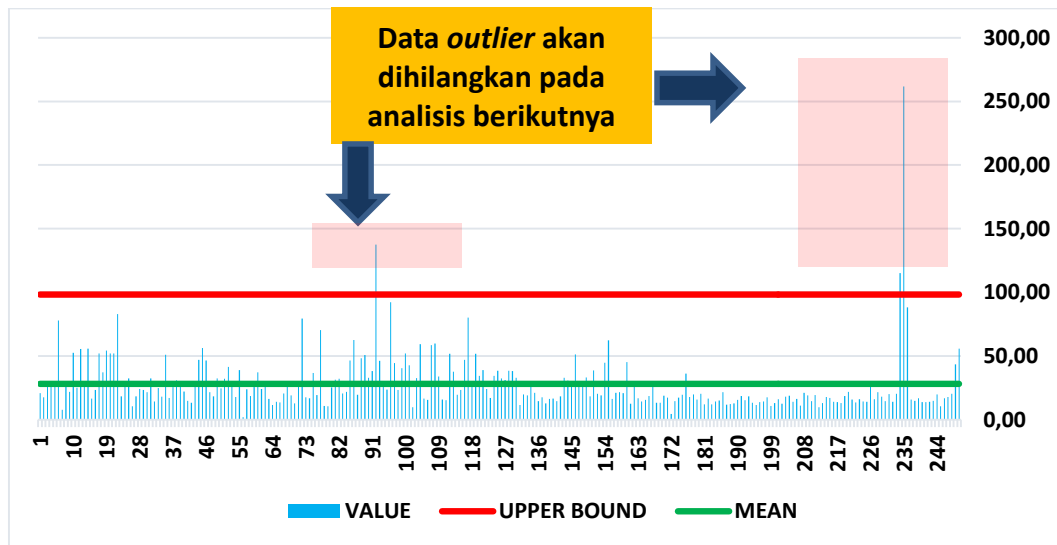 Data outlier akan
dihilangkan pada
analisis berikutnya
300,00
250,00
200,00
150,00
100,00
50,00
0,00
1 10 19 28 37 46 55 64 73 82 91 100 109 118 127 136 145 154 163 172 181 190 199 208 217 226 235 244
VALUE UPPER BOUND MEAN